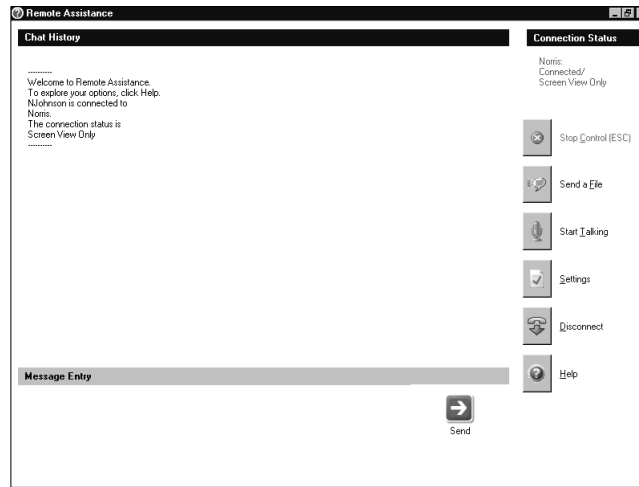 Remote Assistance
Chat History
----------
Welcome to Remote Assistance.
To explore your options, click Help.
NJohnson is connected to
Norris.
The connection status is
Screen View Only
----------
Message Entry
Send
Connection Status
Norris:
Connected/
Screen View Only
Stop Control (ESC)
Send a File
Start Talking
Settings
Disconnect
Help